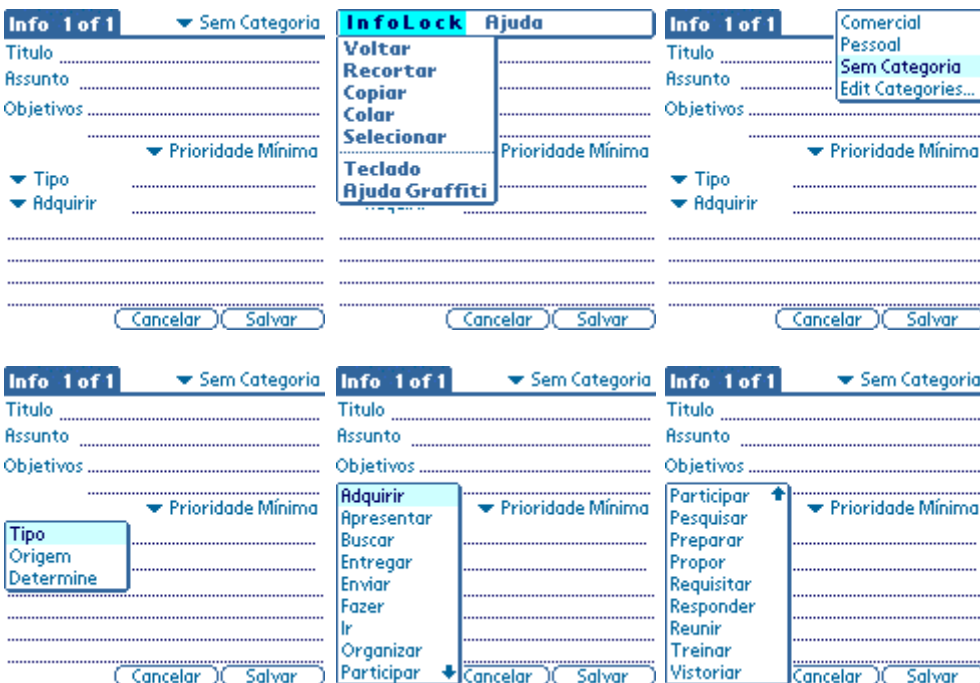 Info 1 of 1 Sem Categoria
Titulo
Assunto
Objetivos
Prioridade Mínima
Tipo
Adquirir
Cancelar Salvar
InfoLock Ajuda
Voltar
Recortar
Copiar
Colar
Selecionar
Teclado
Ajuda Graffiti
Prioridade Mínima
Cancelar Salvar
Info 1 of 1
Comercial
Pessoal
Sem Categoria
Edit Categories...
Titulo
Assunto
Objetivos
Prioridade Mínima
Tipo
Adquirir
Cancelar Salvar
Info 1 of 1 Sem Categoria
Titulo
Assunto
Objetivos
Prioridade Mínima
Tipo
Origem
Determine
Cancelar Salvar
Info 1 of 1 Sem Categoria
Titulo
Assunto
Objetivos
Prioridade Mínima
Adquirir
Apresentar
Buscar
Entregar
Enviar
Fazer
Ir
Organizar
Participar
Cancelar Salvar
Info 1 of 1 Sem Categoria
Titulo
Assunto
Objetivos
Prioridade Mínima
Participar
Pesquisar
Preparar
Propor
Requisitar
Responder
Reunir
Treinar
Vistoriar
Cancelar Salvar